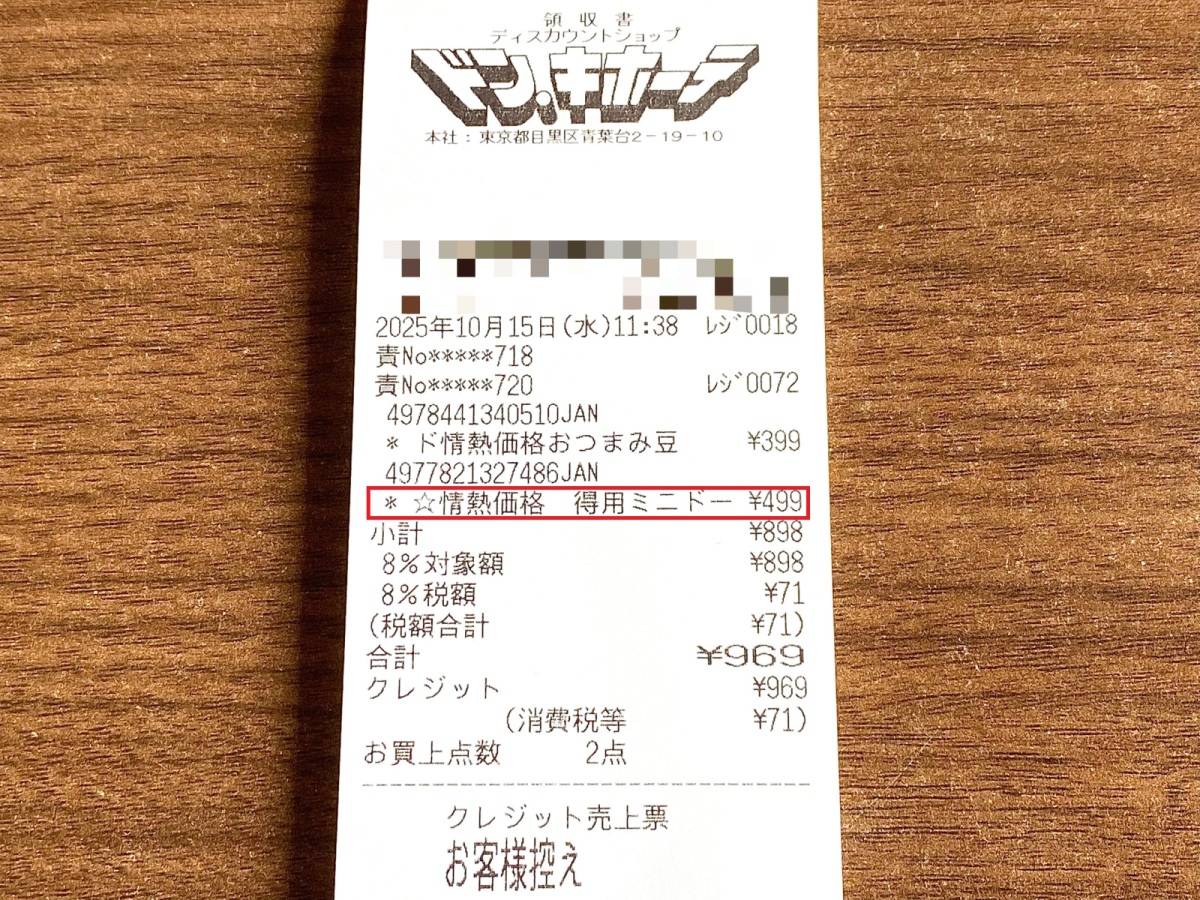 領収書
ディスカウントショップ
ドン.キホーテ
本社：東京都目黒区青葉台2-19-10
2025年10月15日(水)11:38 ﾚｼﾞ0018
責No*****718
責No*****720 ﾚｼﾞ0072
4978441340510JAN
* ド情熱価格おつまみ豆 ¥399
4977821327486JAN
* ☆情熱価格 得用ミニドー ¥499
小計 ¥898
8%対象額 ¥898
8%税額 ¥71
(税額合計 ¥71)
合計 ¥969
クレジット ¥969
(消費税等 ¥71)
お買上点数 2点
クレジット売上票
お客様控え